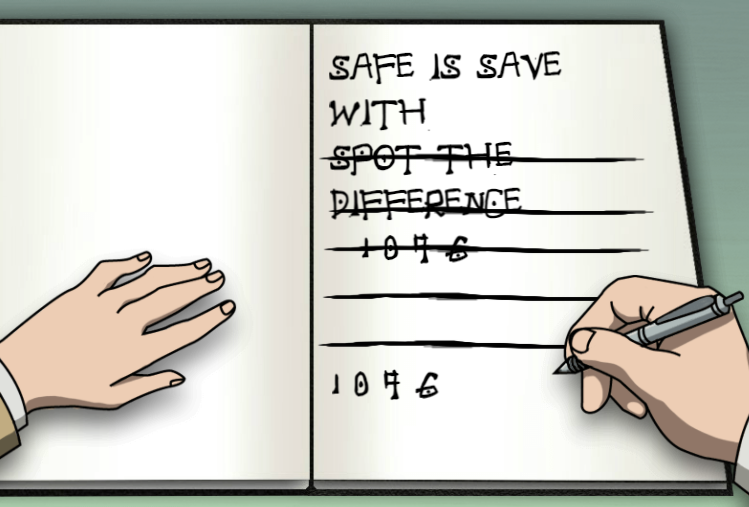 SAFE IS SAVE
WITH
SPOT THE
DIFFERENCE
1076
1076